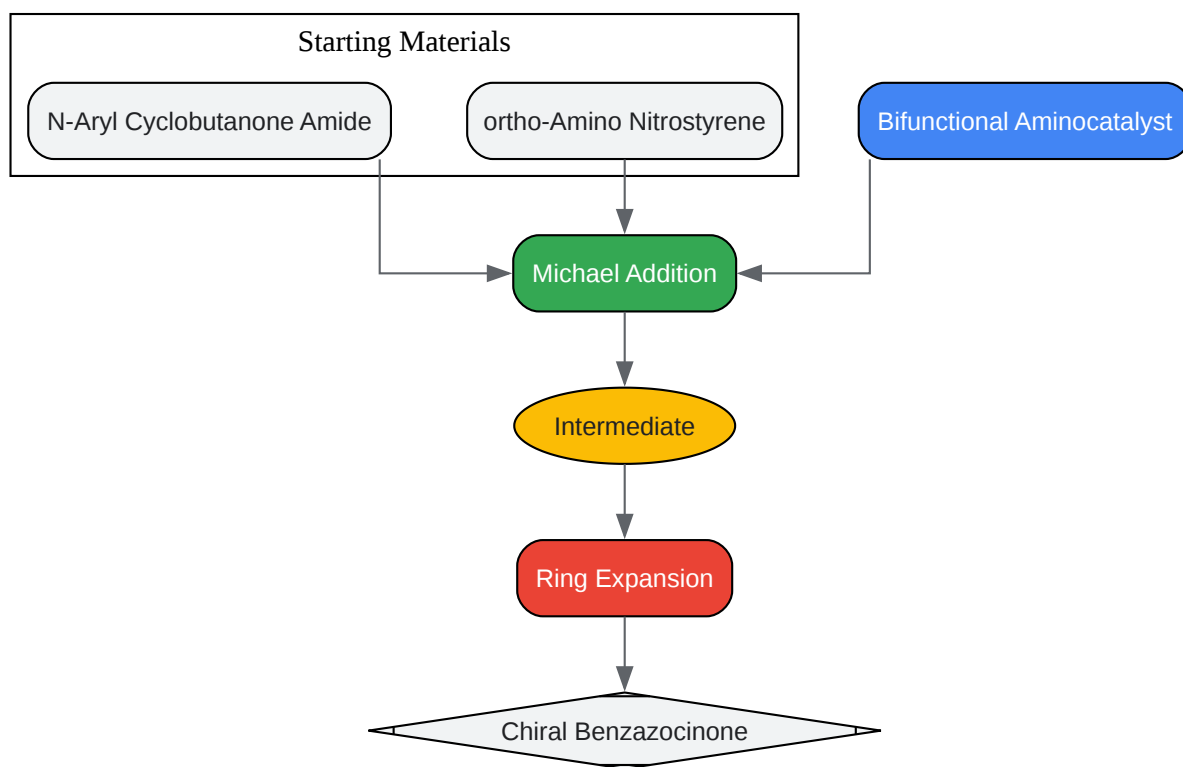 Starting Materials
N-Aryl Cyclobutanone Amide
ortho-Amino Nitrostyrene
Bifunctional Aminocatalyst
Michael Addition
Intermediate
Ring Expansion
Chiral Benzazocinone